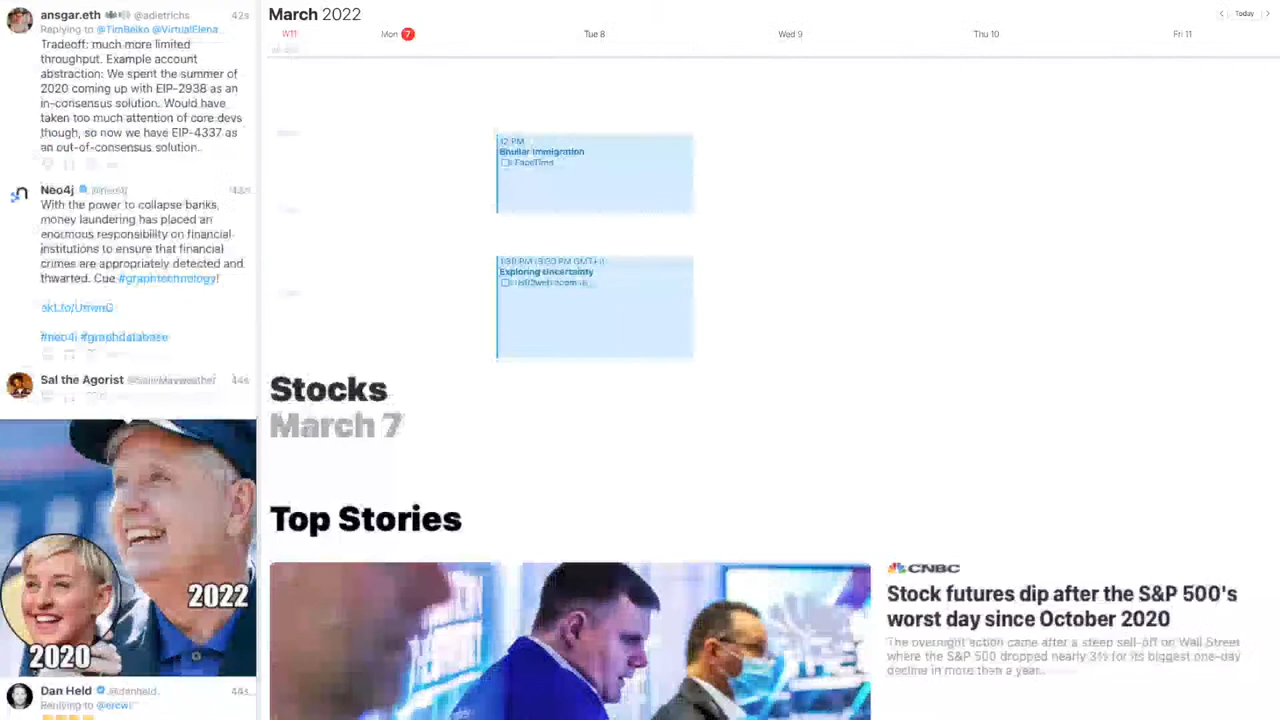 ansgar.eth @adietrichs 42s
Replying to @TimBeiko @VirtualElena
Tradeoff: much more limited
throughput. Example account
abstraction: We spent the summer of
2020 coming up with EIP-2938 as an
in-consensus solution. Would have
taken too much attention of core devs
though, so now we have EIP-4337 as
an out-of-consensus solution.
Neo4j @neo4j
With the power to collapse banks,
money laundering has placed an
enormous responsibility on financial
institutions to ensure that financial
crimes are appropriately detected and
thwarted. Cue #graphtechnology!
#neo4j #graphdatabase
Sal the Agorist @SallyMayweather 44s
2022
2020
Dan Held @danheld 44s
Replying to @ercwl
March 2022
Today
W11 Mon 7 Tue 8 Wed 9 Thu 10 Fri 11
12 PM
Bhullar Immigration
FaceTime
Exploring Uncertainty
Stocks
March 7
Top Stories
CNBC
Stock futures dip after the S&P 500's
worst day since October 2020
The overnight action came after a steep sell-off on Wall Street
where the S&P 500 dropped nearly 3% for its biggest one-day
decline in more than a year.